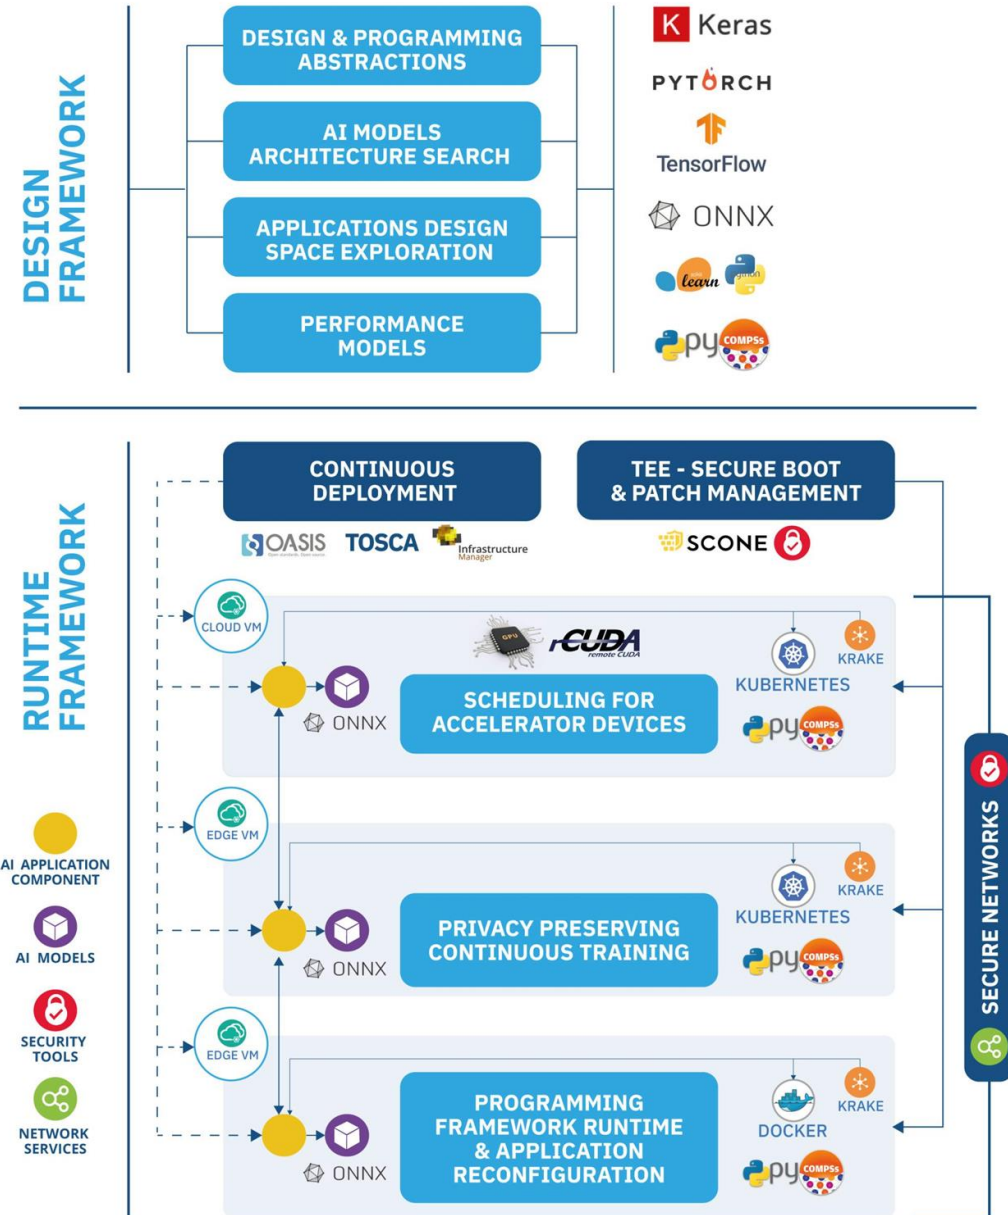 DESIGN
FRAMEWORK
DESIGN & PROGRAMMING
ABSTRACTIONS
AI MODELS
ARCHITECTURE SEARCH
APPLICATIONS DESIGN
SPACE EXPLORATION
PERFORMANCE
MODELS
K Keras
PYTORCH
TensorFlow
ONNX
learn
py COMPSs
RUNTIME
FRAMEWORK
CONTINUOUS
DEPLOYMENT
TEE - SECURE BOOT
& PATCH MANAGEMENT
OASIS
TOSCA
Infrastructure
Manager
SCONE
CLOUD VM
GPU
rCUDA
remote CUDA
KRAKE
KUBERNETES
ONNX
SCHEDULING FOR
ACCELERATOR DEVICES
py COMPSs
EDGE VM
KRAKE
KUBERNETES
ONNX
PRIVACY PRESERVING
CONTINUOUS TRAINING
py COMPSs
EDGE VM
KRAKE
DOCKER
ONNX
PROGRAMMING
FRAMEWORK RUNTIME
& APPLICATION
RECONFIGURATION
py COMPSs
SECURE NETWORKS
AI APPLICATION
COMPONENT
AI MODELS
SECURITY
TOOLS
NETWORK
SERVICES